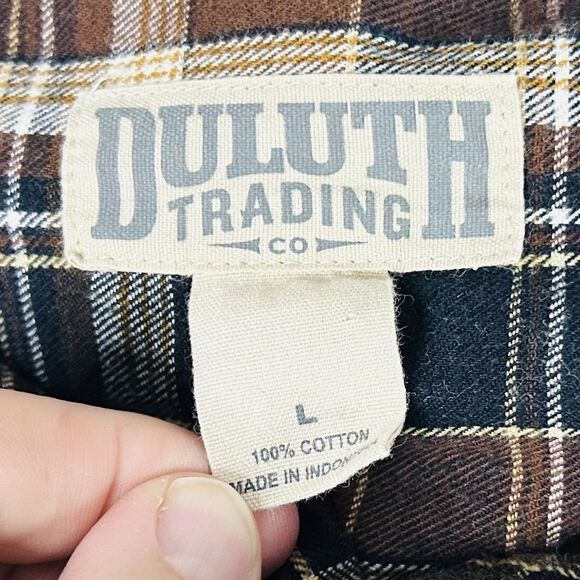 DULUTH
TRADING
CO
L
100% COTTON
MADE IN